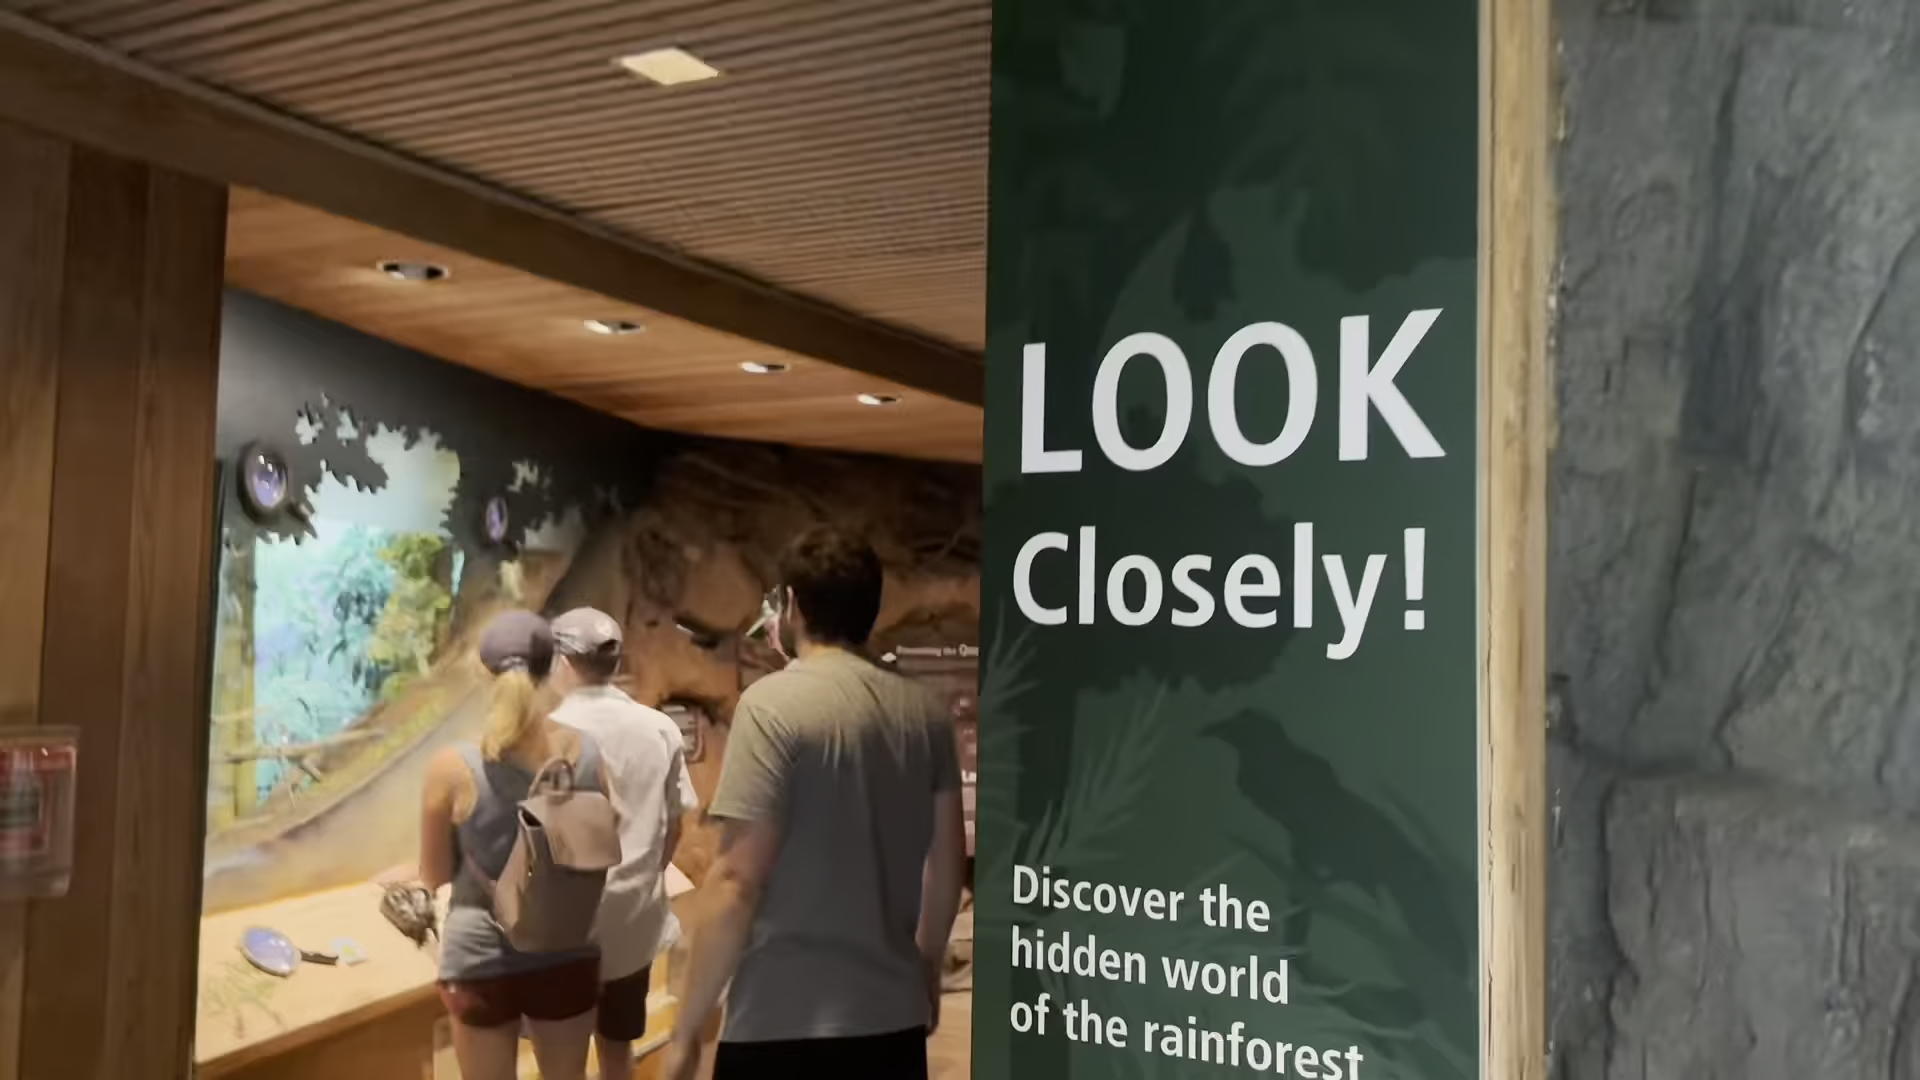 LOOK
Closely!
Discover the
hidden world
of the rainforest